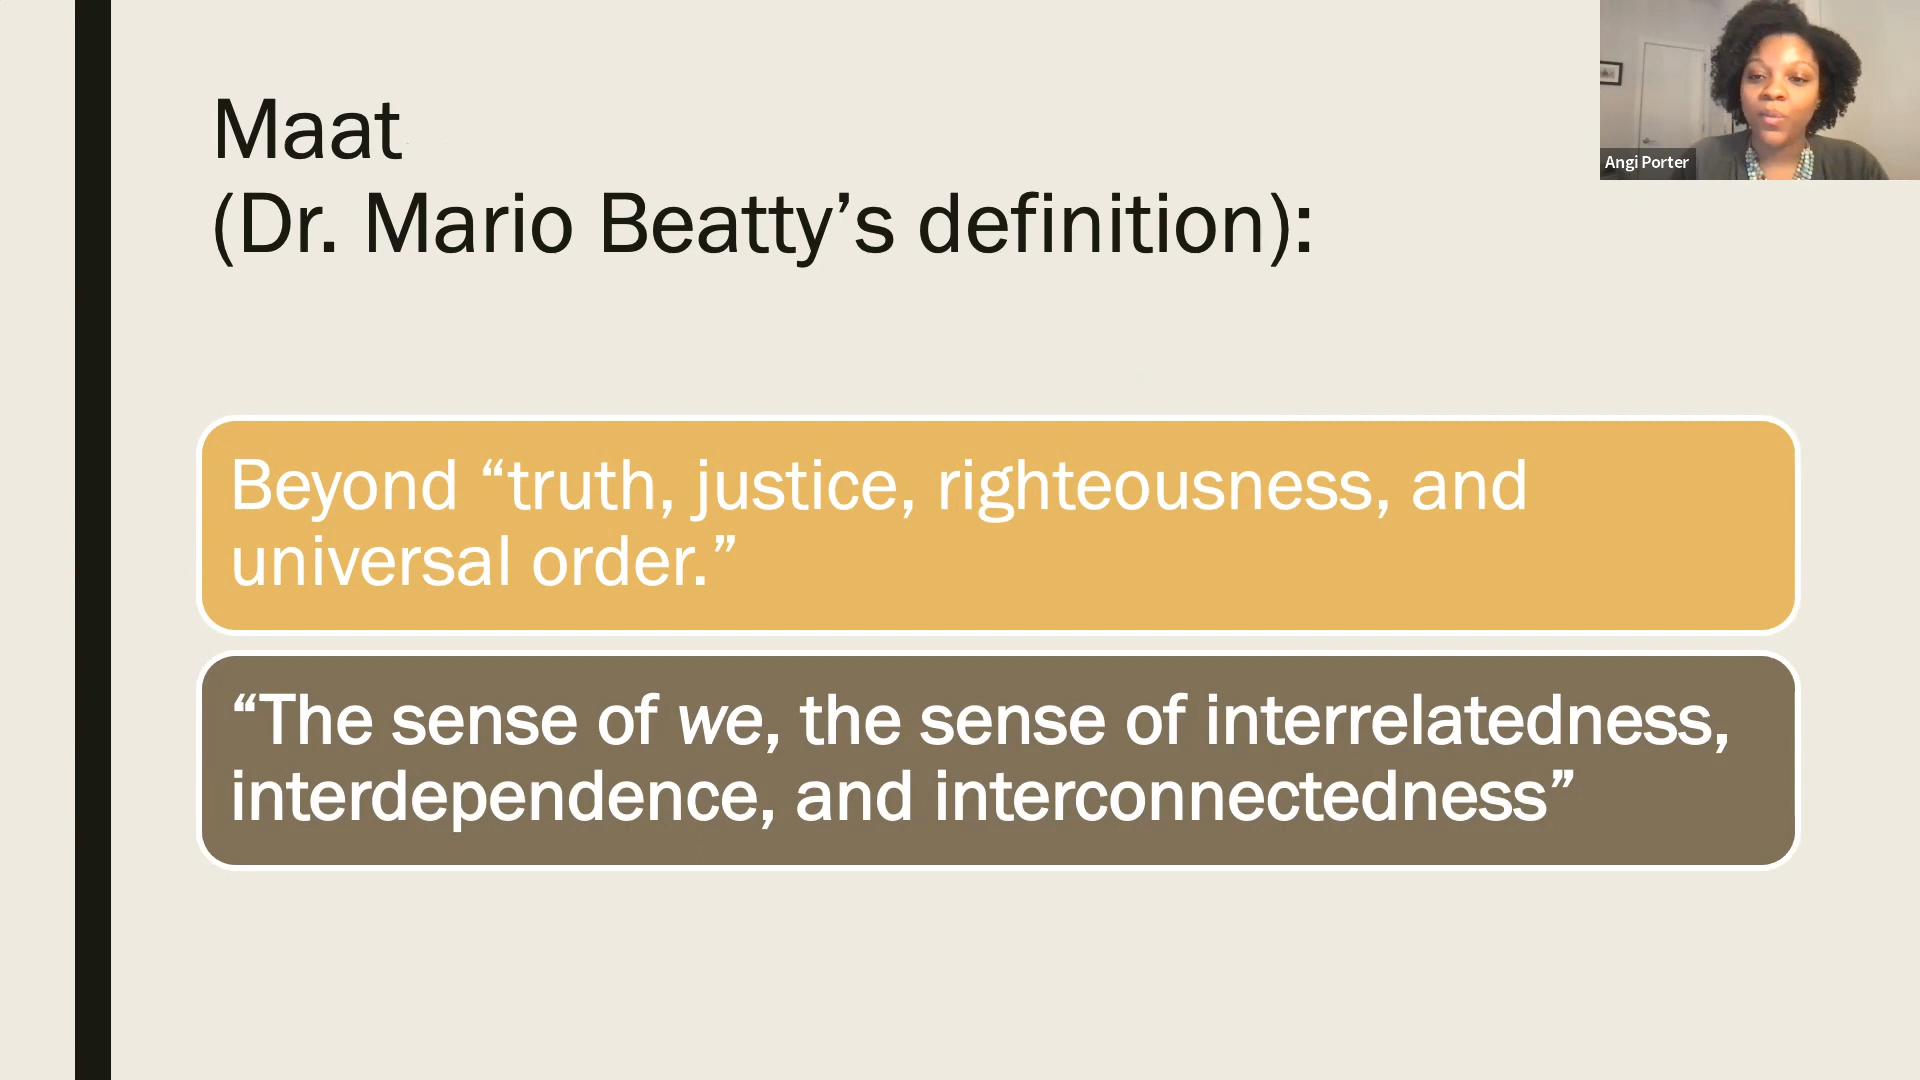 Maat
(Dr. Mario Beatty’s definition):
Angi Porter
Beyond “truth, justice, righteousness, and
universal order.”
“The sense of we, the sense of interrelatedness,
interdependence, and interconnectedness”